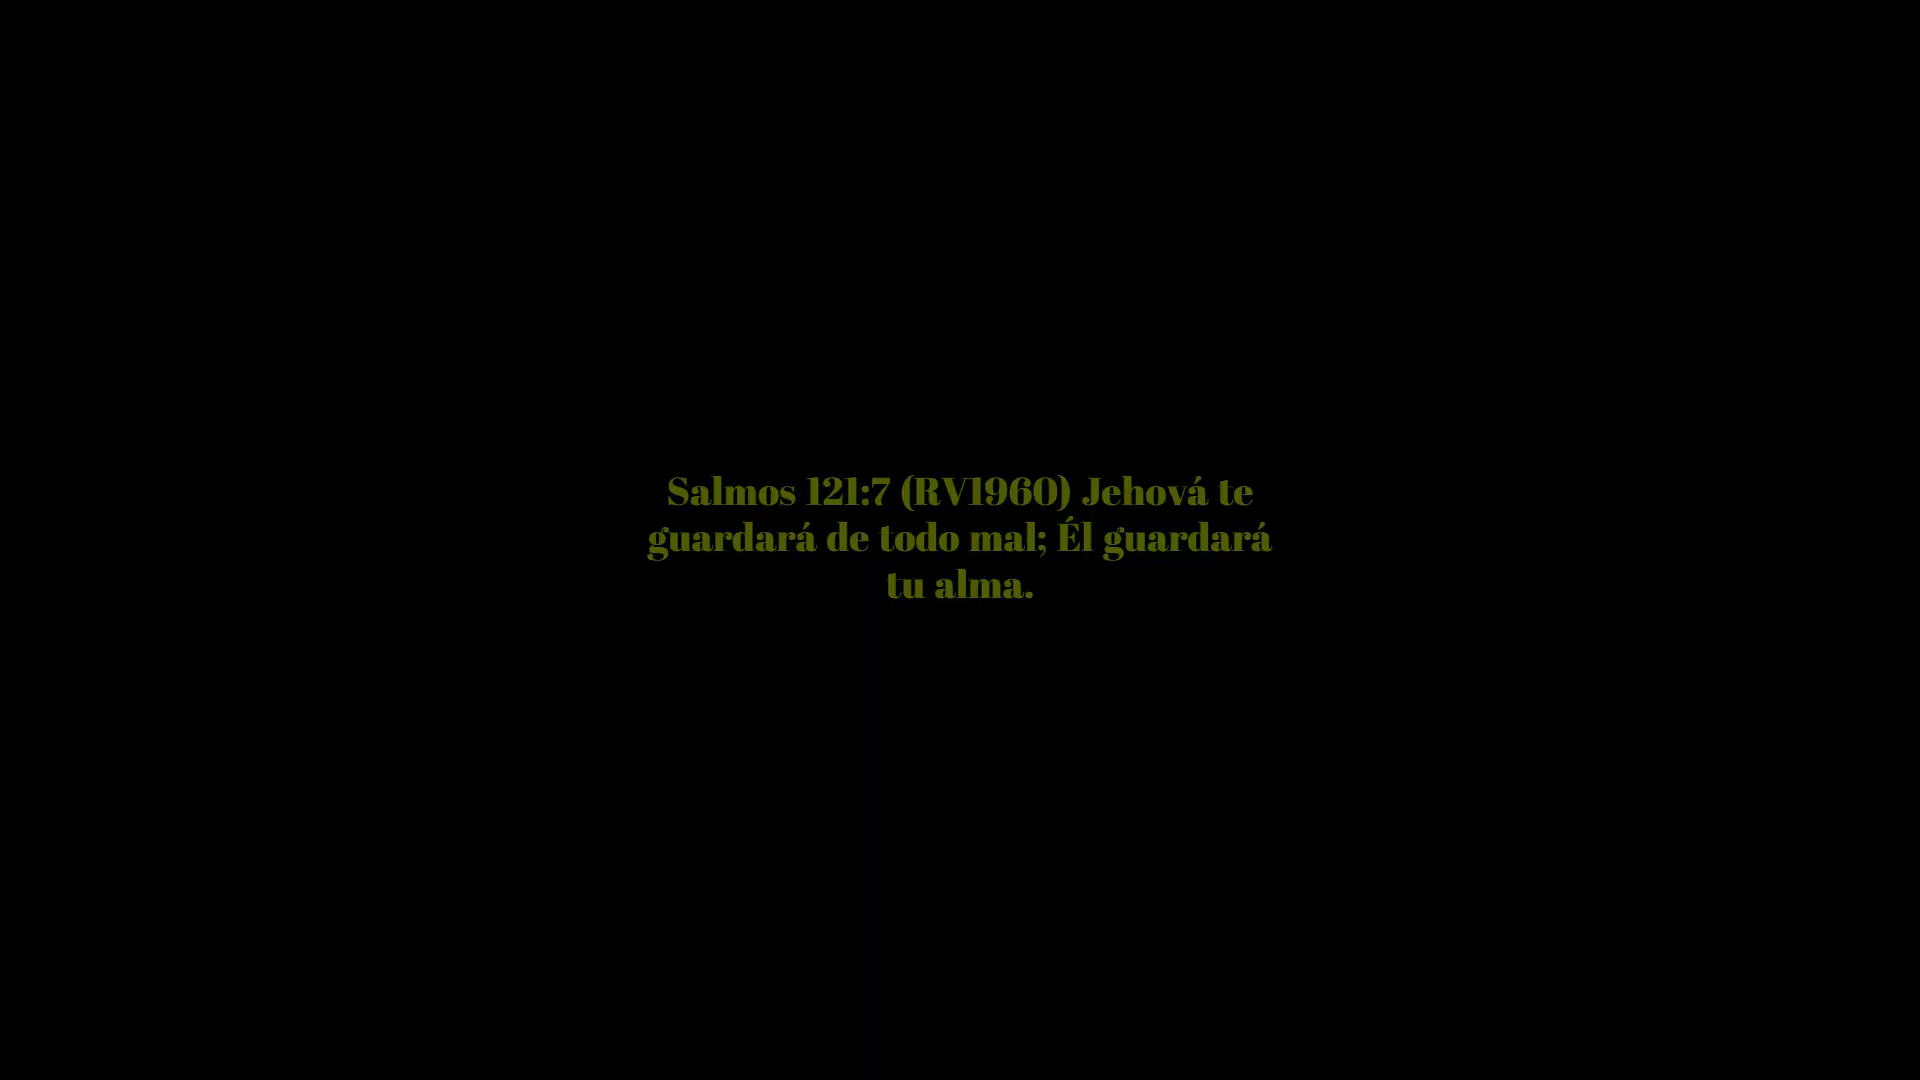 Salmos 121:7 (RV1960) Jehová te
guardará de todo mal; Él guardará
tu alma.